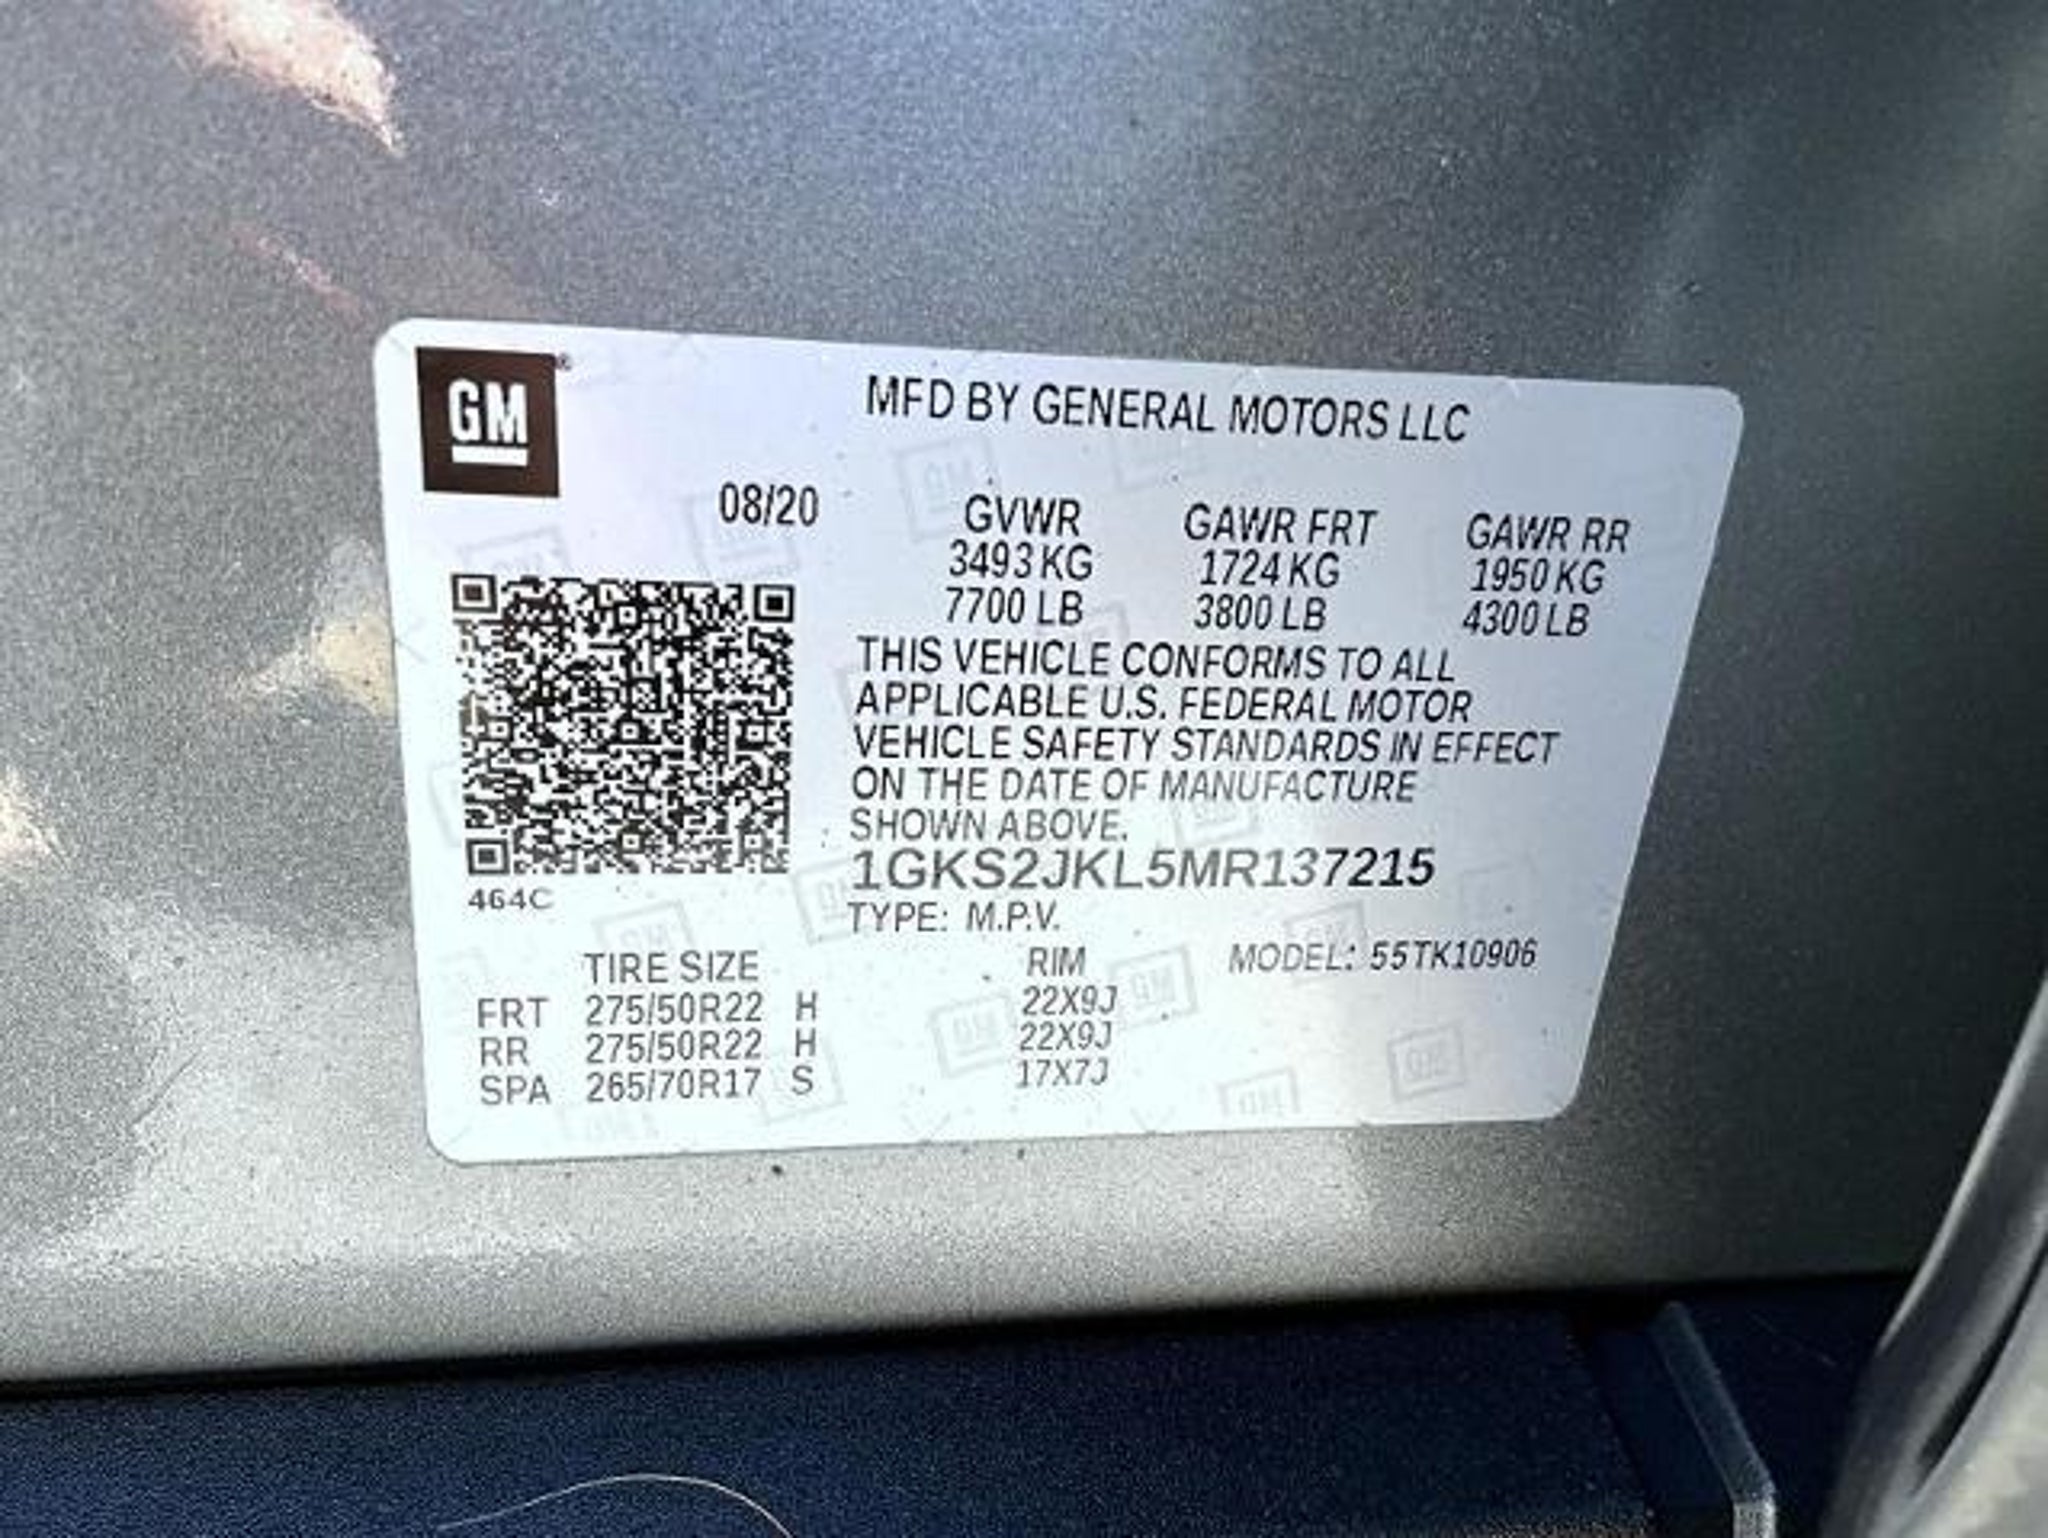 GM®
MFD BY GENERAL MOTORS LLC
08/20
GVWR GAWR FRT GAWR RR
3493 KG 1724 KG 1950 KG
7700 LB 3800 LB 4300 LB
THIS VEHICLE CONFORMS TO ALL
APPLICABLE U.S. FEDERAL MOTOR
VEHICLE SAFETY STANDARDS IN EFFECT
ON THE DATE OF MANUFACTURE
SHOWN ABOVE.
1GKS2JKL5MR137215
464C
TYPE: M.P.V.
TIRE SIZE RIM MODEL: 55TK10906
FRT 275/50R22 H 22X9J
RR 275/50R22 H 22X9J
SPA 265/70R17 S 17X7J